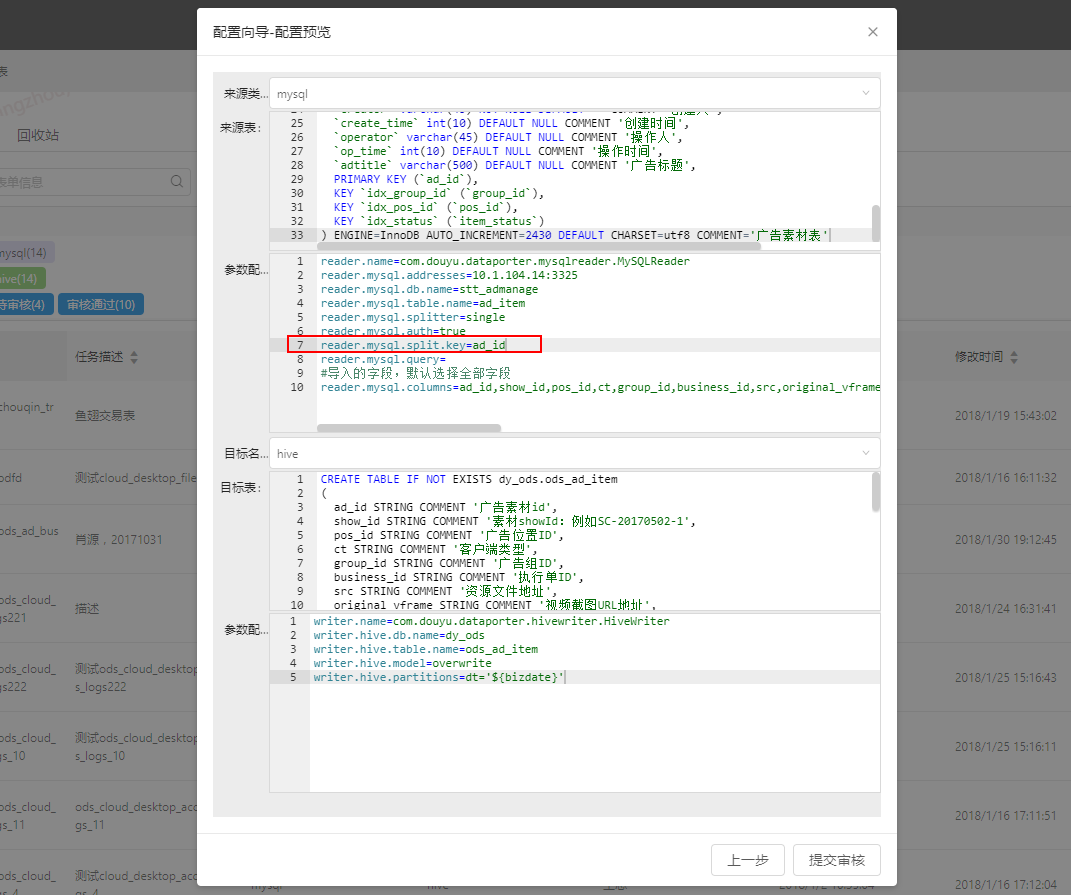 配置向导-配置预览
表
回收站
表单信息
mysql(14)
hive(14)
待审核(4) 审核通过(10)
任务描述
修改时间
chouqin_tr
鱼翅交易表
2018/1/19 15:43:02
odfd
测试cloud_desktop_file
2018/1/16 16:11:32
ods_ad_bus
肖源，20171031
2018/1/30 19:12:45
ods_cloud_
gs221
描述
2018/1/24 16:31:41
ods_cloud_
gs222
测试ods_cloud_desktop
s_logs222
2018/1/25 15:16:43
ods_cloud_
gs_10
测试ods_cloud_desktop
s_logs_10
2018/1/25 15:16:11
ods_cloud_
gs_11
ods_cloud_desktop_acc
gs_11
2018/1/16 17:11:51
ods_cloud_
测试ods_cloud_desktop
mysql
hive
2018/1/16 17:12:04
来源类...
mysql
来源表:
25 `create_time` int(10) DEFAULT NULL COMMENT '创建时间',
26 `operator` varchar(45) DEFAULT NULL COMMENT '操作人',
27 `op_time` int(10) DEFAULT NULL COMMENT '操作时间',
28 `adtitle` varchar(500) DEFAULT NULL COMMENT '广告标题',
29 PRIMARY KEY (`ad_id`),
30 KEY `idx_group_id` (`group_id`),
31 KEY `idx_pos_id` (`pos_id`),
32 KEY `idx_status` (`item_status`)
33 ) ENGINE=InnoDB AUTO_INCREMENT=2430 DEFAULT CHARSET=utf8 COMMENT='广告素材表'
参数配...
1 reader.name=com.douyu.dataporter.mysqlreader.MySQLReader
2 reader.mysql.addresses=10.1.104.14:3325
3 reader.mysql.db.name=stt_admanage
4 reader.mysql.table.name=ad_item
5 reader.mysql.splitter=single
6 reader.mysql.auth=true
7 reader.mysql.split.key=ad_id
8 reader.mysql.query=
9 #导入的字段，默认选择全部字段
10 reader.mysql.columns=ad_id,show_id,pos_id,ct,group_id,business_id,src,original_vframe
目标名...
hive
目标表:
1 CREATE TABLE IF NOT EXISTS dy_ods.ods_ad_item
2 (
3 ad_id STRING COMMENT '广告素材id',
4 show_id STRING COMMENT '素材showId: 例如SC-20170502-1',
5 pos_id STRING COMMENT '广告位置ID',
6 ct STRING COMMENT '客户端类型',
7 group_id STRING COMMENT '广告组ID',
8 business_id STRING COMMENT '执行单ID',
9 src STRING COMMENT '资源文件地址',
10 original_vframe STRING COMMENT '视频截图URL地址',
参数配...
1 writer.name=com.douyu.dataporter.hivewriter.HiveWriter
2 writer.hive.db.name=dy_ods
3 writer.hive.table.name=ods_ad_item
4 writer.hive.model=overwrite
5 writer.hive.partitions=dt='${bizdate}'
上一步
提交审核